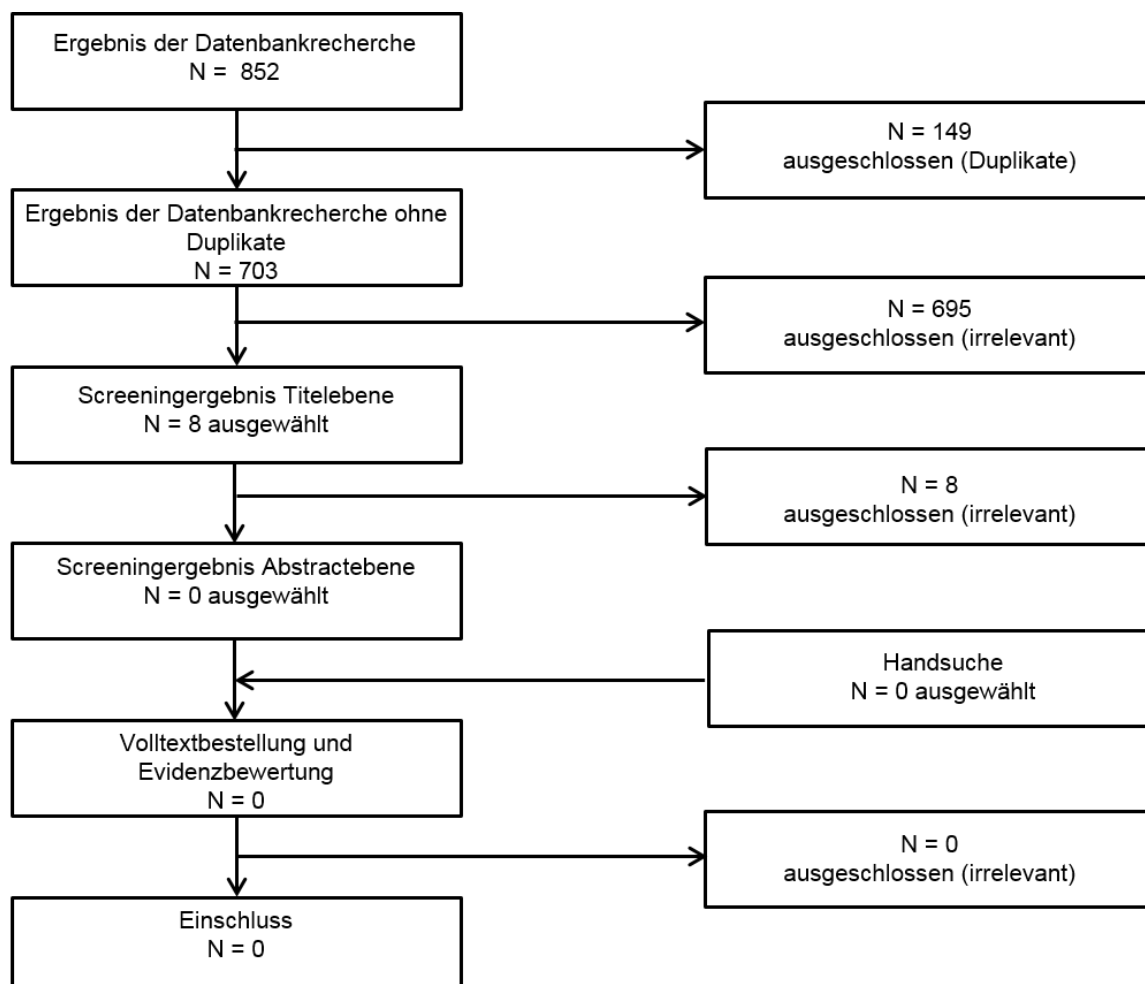 Ergebnis der Datenbankrecherche
N = 852
N = 149
ausgeschlossen (Duplikate)
Ergebnis der Datenbankrecherche ohne
Duplikate
N = 703
N = 695
ausgeschlossen (irrelevant)
Screeningergebnis Titelebene
N = 8 ausgewählt
N = 8
ausgeschlossen (irrelevant)
Screeningergebnis Abstractebene
N = 0 ausgewählt
Handsuche
N = 0 ausgewählt
Volltextbestellung und
Evidenzbewertung
N = 0
N = 0
ausgeschlossen (irrelevant)
Einschluss
N = 0